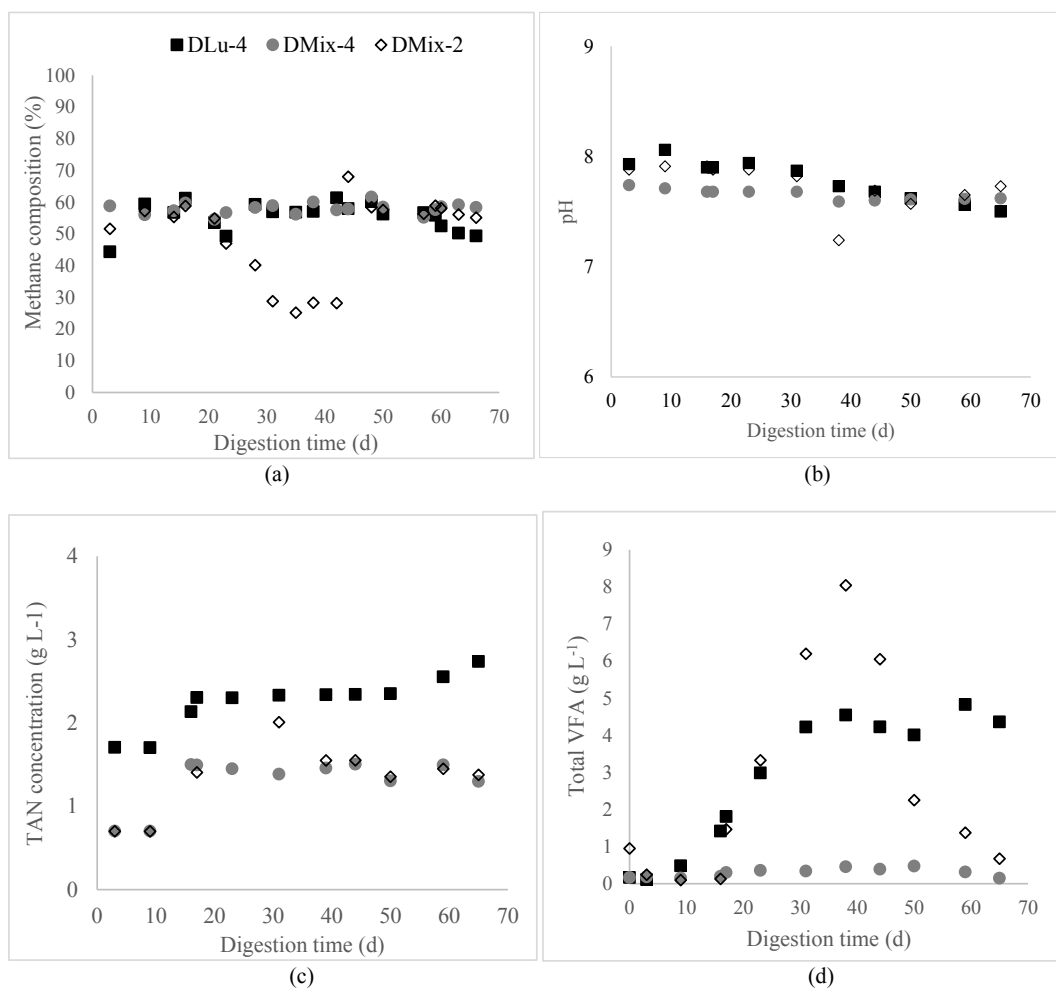 DLu-4 DMix-4 DMix-2
100
90
80
70
60
50
40
30
20
10
0
Methane composition (%)
0 10 20 30 40 50 60 70
Digestion time (d)
(a)
9
8
7
6
pH
0 10 20 30 40 50 60 70
Digestion time (d)
(b)
4
3
2
1
0
TAN concentration (g L-1)
0 10 20 30 40 50 60 70
Digestion time (d)
(c)
9
8
7
6
5
4
3
2
1
0
Total VFA (g L⁻¹)
0 10 20 30 40 50 60 70
Digestion time (d)
(d)